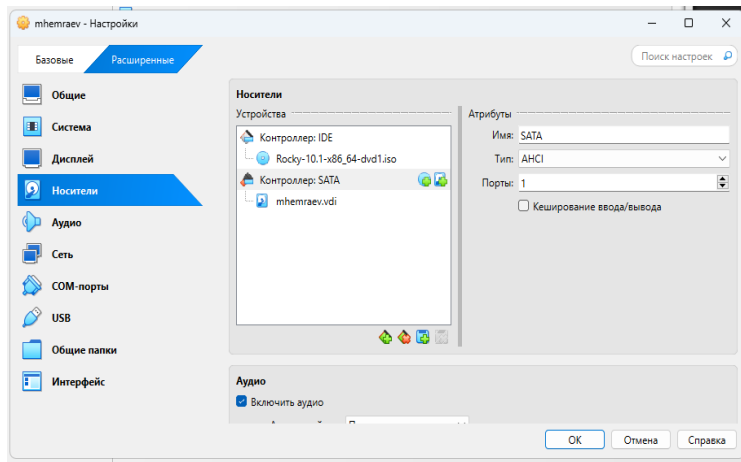 mhemraev - Настройки
Базовые
Расширенные
Поиск настроек
Общие
Система
Дисплей
Носители
Аудио
Сеть
COM-порты
USB
Общие папки
Интерфейс
Носители
Устройства
Контроллер: IDE
Rocky-10.1-x86_64-dvd1.iso
Контроллер: SATA
mhemraev.vdi
Атрибуты
Имя: SATA
Тип: AHCI
Порты: 1
Кеширование ввода/вывода
Аудио
Включить аудио
OK
Отмена
Справка